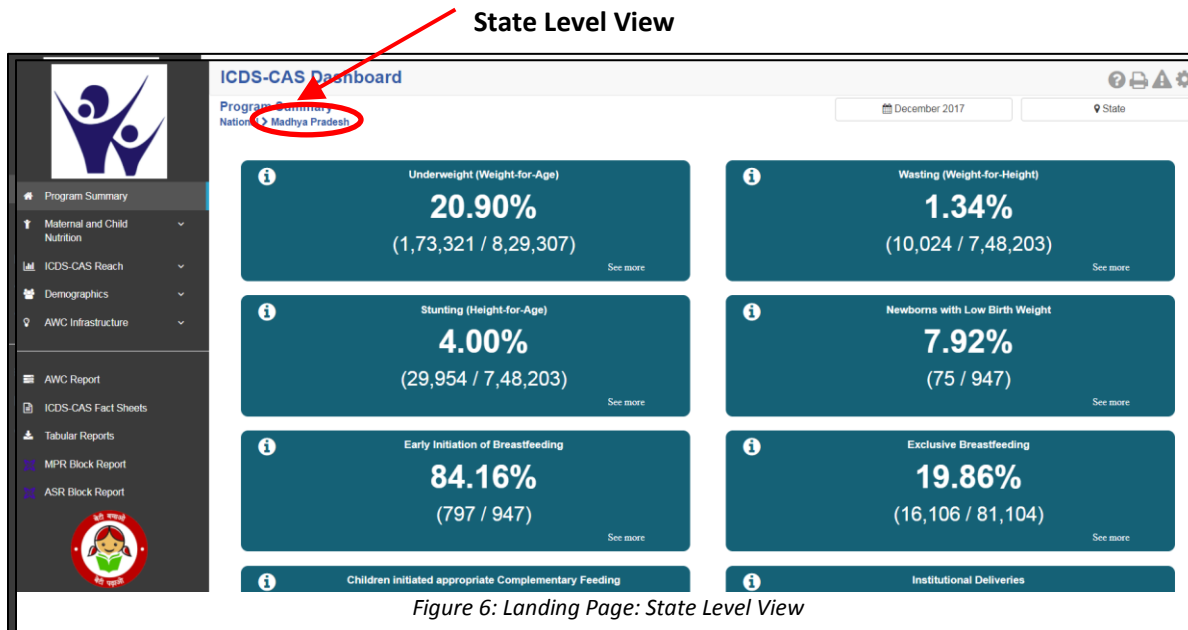 State Level View
ICDS-CAS Dashboard
Program Summary
National > Madhya Pradesh
December 2017
State
Program Summary
Maternal and Child
Nutrition
ICDS-CAS Reach
Demographics
AWC Infrastructure
AWC Report
ICDS-CAS Fact Sheets
Tabular Reports
MPR Block Report
ASR Block Report
बेटी बचाओ
बेटी पढ़ाओ
Underweight (Weight-for-Age)
20.90%
(1,73,321 / 8,29,307)
See more
Wasting (Weight-for-Height)
1.34%
(10,024 / 7,48,203)
See more
Stunting (Height-for-Age)
4.00%
(29,954 / 7,48,203)
See more
Newborns with Low Birth Weight
7.92%
(75 / 947)
See more
Early Initiation of Breastfeeding
84.16%
(797 / 947)
See more
Exclusive Breastfeeding
19.86%
(16,106 / 81,104)
See more
Children initiated appropriate Complementary Feeding
Institutional Deliveries
Figure 6: Landing Page: State Level View